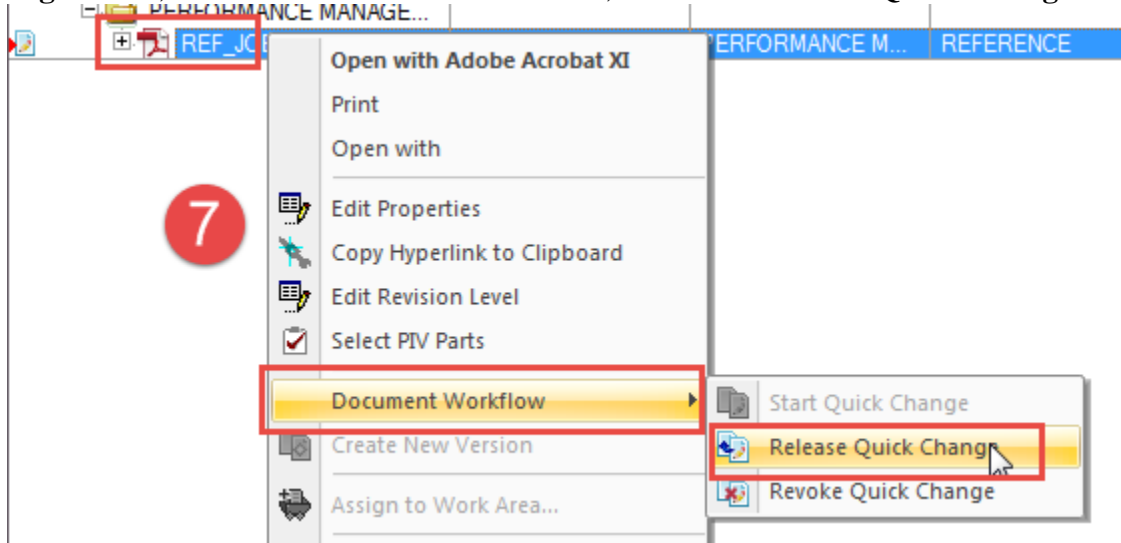 PERFORMANCE MANAGE...
REF_JO
ERFORMANCE M... REFERENCE
Open with Adobe Acrobat XI
Print
Open with
7
Edit Properties
Copy Hyperlink to Clipboard
Edit Revision Level
Select PIV Parts
Document Workflow
Start Quick Change
Create New Version
Release Quick Chang
Assign to Work Area...
Revoke Quick Change